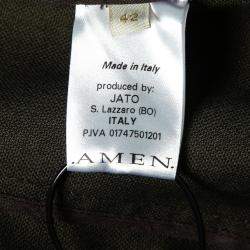 42
Made in Italy
produced by:
JATO
S. Lazzaro (BO)
ITALY
P.IVA 01747501201
.AMEN.